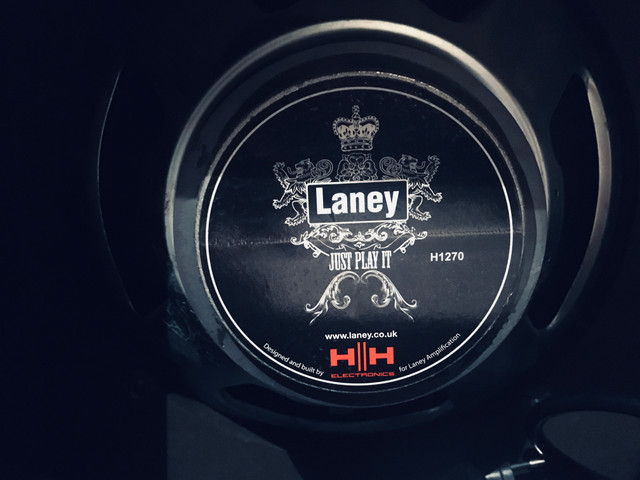 Laney
JUST PLAY IT
H1270
www.laney.co.uk
Designed and built by
HH
ELECTRONICS
for Laney Amplification